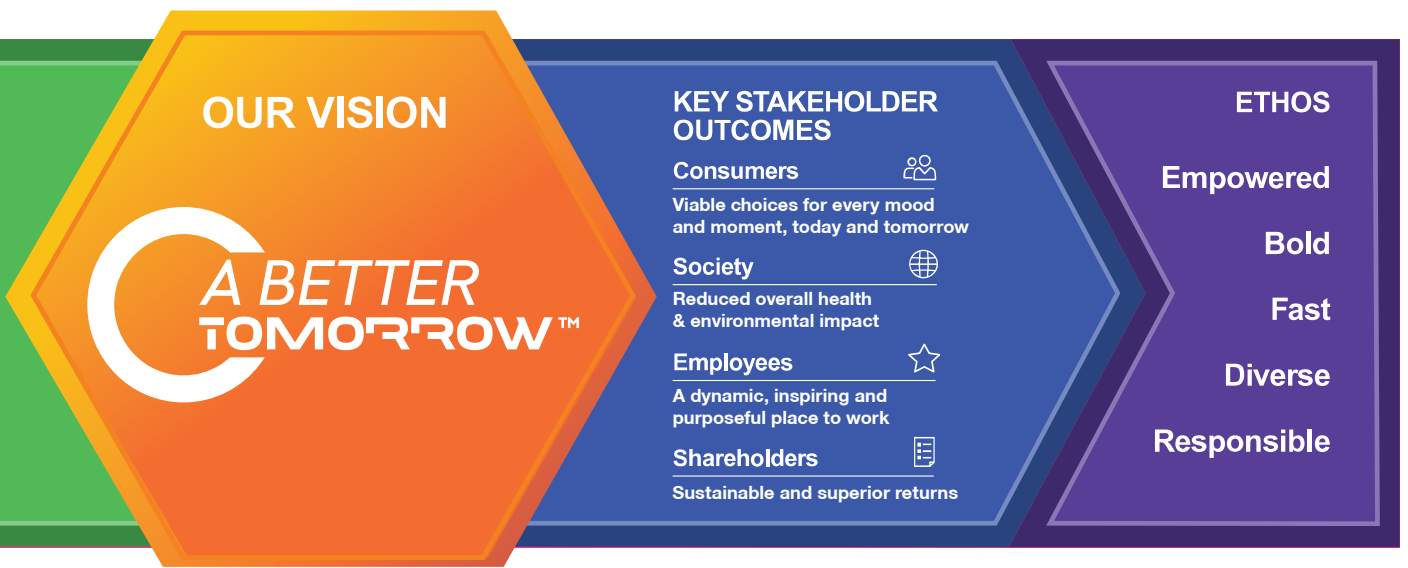 OUR VISION
A BETTER
TOMORROW™
KEY STAKEHOLDER
OUTCOMES
Consumers
Viable choices for every mood
and moment, today and tomorrow
Society
Reduced overall health
& environmental impact
Employees
A dynamic, inspiring and
purposeful place to work
Shareholders
Sustainable and superior returns
ETHOS
Empowered
Bold
Fast
Diverse
Responsible